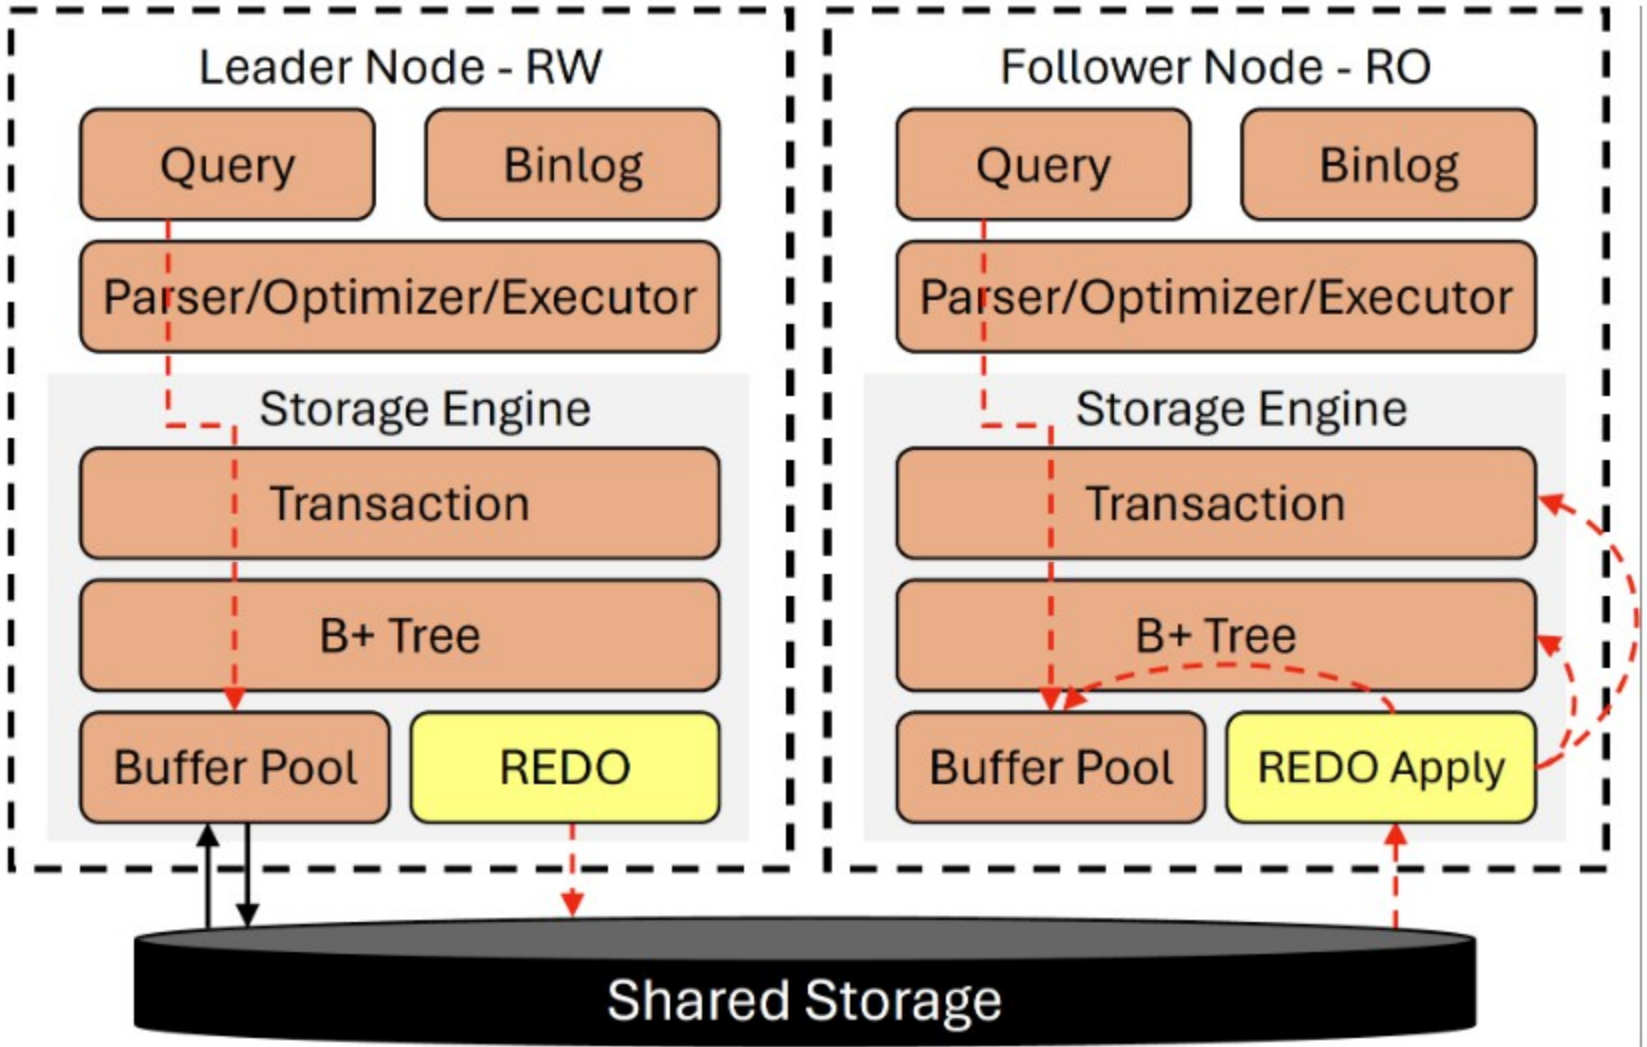 Leader Node - RW
Query
Binlog
Parser/Optimizer/Executor
Storage Engine
Transaction
B+ Tree
Buffer Pool
REDO
Follower Node - RO
Query
Binlog
Parser/Optimizer/Executor
Storage Engine
Transaction
B+ Tree
Buffer Pool
REDO Apply
Shared Storage